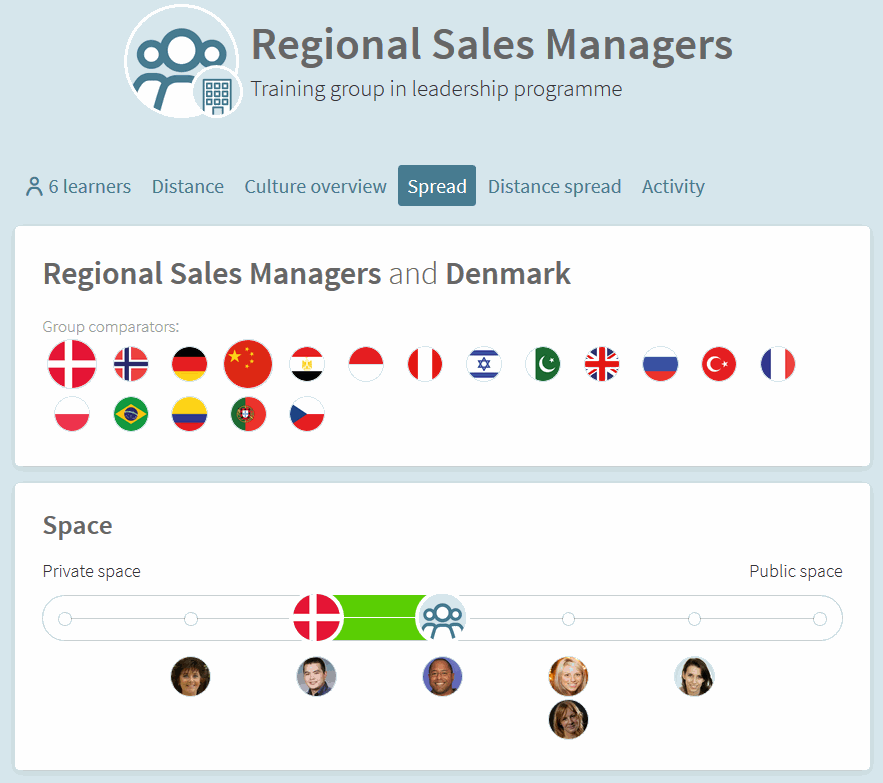 Regional Sales Managers
Training group in leadership programme
6 learners Distance Culture overview Spread Distance spread Activity
Regional Sales Managers and Denmark
Group comparators:
Space
Private space Public space